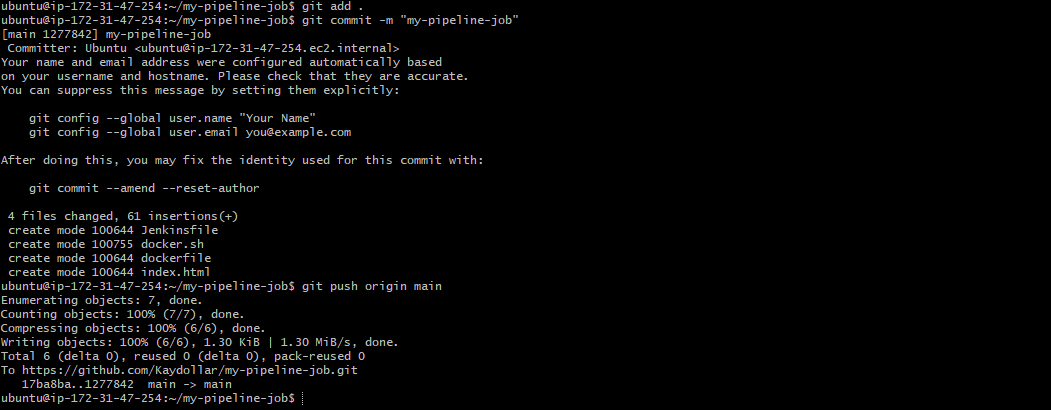 ubuntu@ip-172-31-47-254:~/my-pipeline-job$ git add .
ubuntu@ip-172-31-47-254:~/my-pipeline-job$ git commit -m "my-pipeline-job"
[main 1277842] my-pipeline-job
 Committer: Ubuntu <ubuntu@ip-172-31-47-254.ec2.internal>
Your name and email address were configured automatically based
on your username and hostname. Please check that they are accurate.
You can suppress this message by setting them explicitly:

    git config --global user.name "Your Name"
    git config --global user.email you@example.com

After doing this, you may fix the identity used for this commit with:

    git commit --amend --reset-author

 4 files changed, 61 insertions(+)
 create mode 100644 Jenkinsfile
 create mode 100755 docker.sh
 create mode 100644 dockerfile
 create mode 100644 index.html
ubuntu@ip-172-31-47-254:~/my-pipeline-job$ git push origin main
Enumerating objects: 7, done.
Counting objects: 100% (7/7), done.
Compressing objects: 100% (6/6), done.
Writing objects: 100% (6/6), 1.30 KiB | 1.30 MiB/s, done.
Total 6 (delta 0), reused 0 (delta 0), pack-reused 0
To https://github.com/Kaydollar/my-pipeline-job.git
   17ba8ba..1277842  main -> main
ubuntu@ip-172-31-47-254:~/my-pipeline-job$